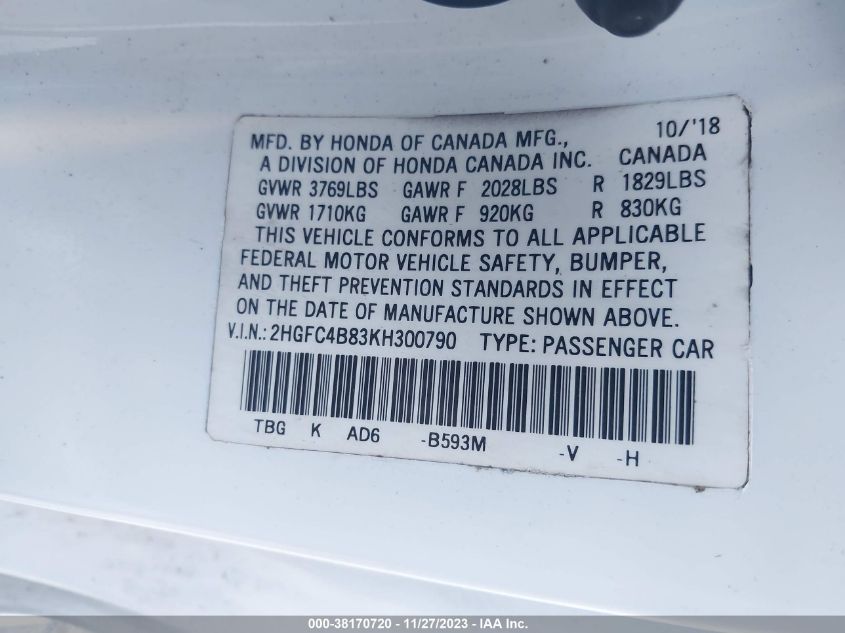 10/'18
MFD. BY HONDA OF CANADA MFG.,
A DIVISION OF HONDA CANADA INC. CANADA
GVWR 3769LBS GAWR F 2028LBS R 1829LBS
GVWR 1710KG GAWR F 920KG R 830KG
THIS VEHICLE CONFORMS TO ALL APPLICABLE
FEDERAL MOTOR VEHICLE SAFETY, BUMPER,
AND THEFT PREVENTION STANDARDS IN EFFECT
ON THE DATE OF MANUFACTURE SHOWN ABOVE.
V.I.N.: 2HGFC4B83KH300790 TYPE: PASSENGER CAR
TBG K AD6 -B593M -V -H
000-38170720 - 11/27/2023 - IAA Inc.